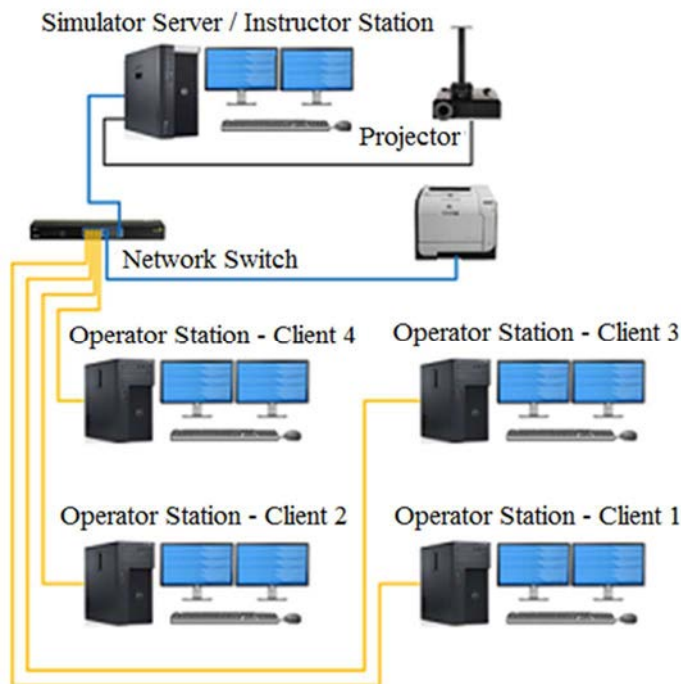 Simulator Server / Instructor Station
Projector
Network Switch
Operator Station - Client 4
Operator Station - Client 3
Operator Station - Client 2
Operator Station - Client 1